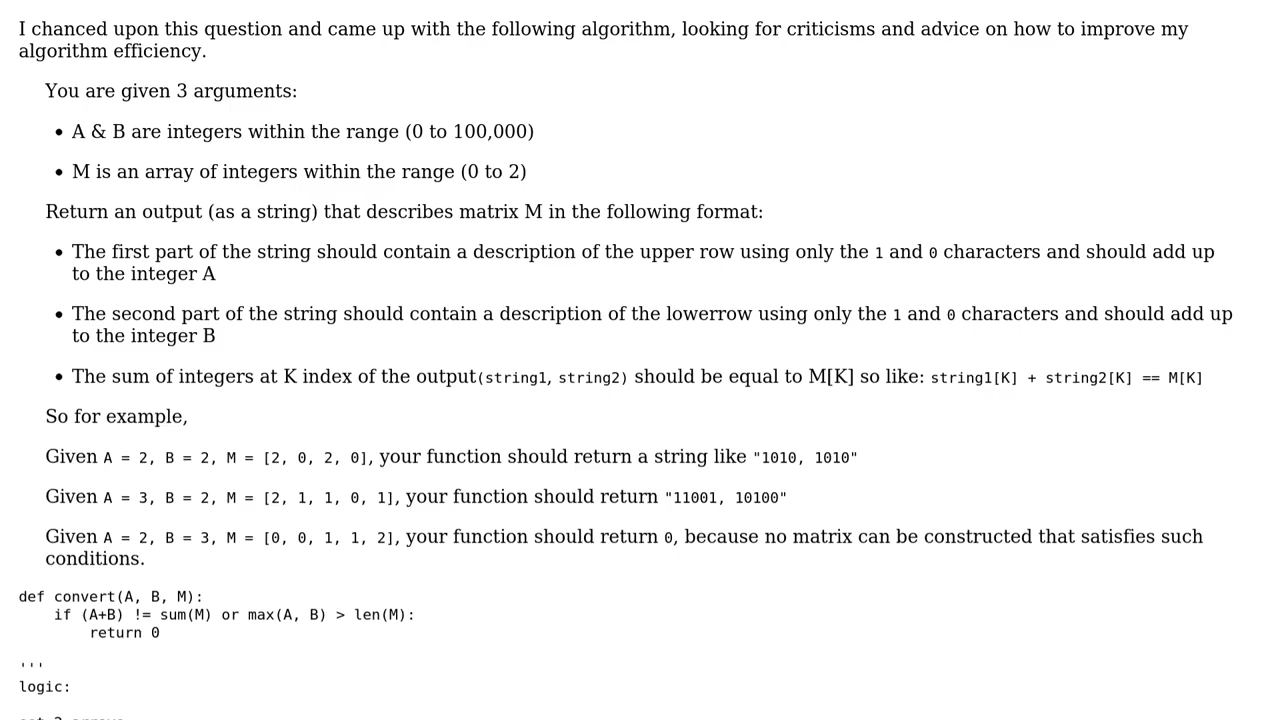 I chanced upon this question and came up with the following algorithm, looking for criticisms and advice on how to improve my
algorithm efficiency.
You are given 3 arguments:
• A & B are integers within the range (0 to 100,000)
• M is an array of integers within the range (0 to 2)
Return an output (as a string) that describes matrix M in the following format:
• The first part of the string should contain a description of the upper row using only the 1 and 0 characters and should add up
to the integer A
• The second part of the string should contain a description of the lowerrow using only the 1 and 0 characters and should add up
to the integer B
• The sum of integers at K index of the output(string1, string2) should be equal to M[K] so like: string1[K] + string2[K] == M[K]
So for example,
Given A = 2, B = 2, M = [2, 0, 2, 0], your function should return a string like "1010, 1010"
Given A = 3, B = 2, M = [2, 1, 1, 0, 1], your function should return "11001, 10100"
Given A = 2, B = 3, M = [0, 0, 1, 1, 2], your function should return 0, because no matrix can be constructed that satisfies such
conditions.
def convert(A, B, M):
    if (A+B) != sum(M) or max(A, B) > len(M):
        return 0
'''
logic: